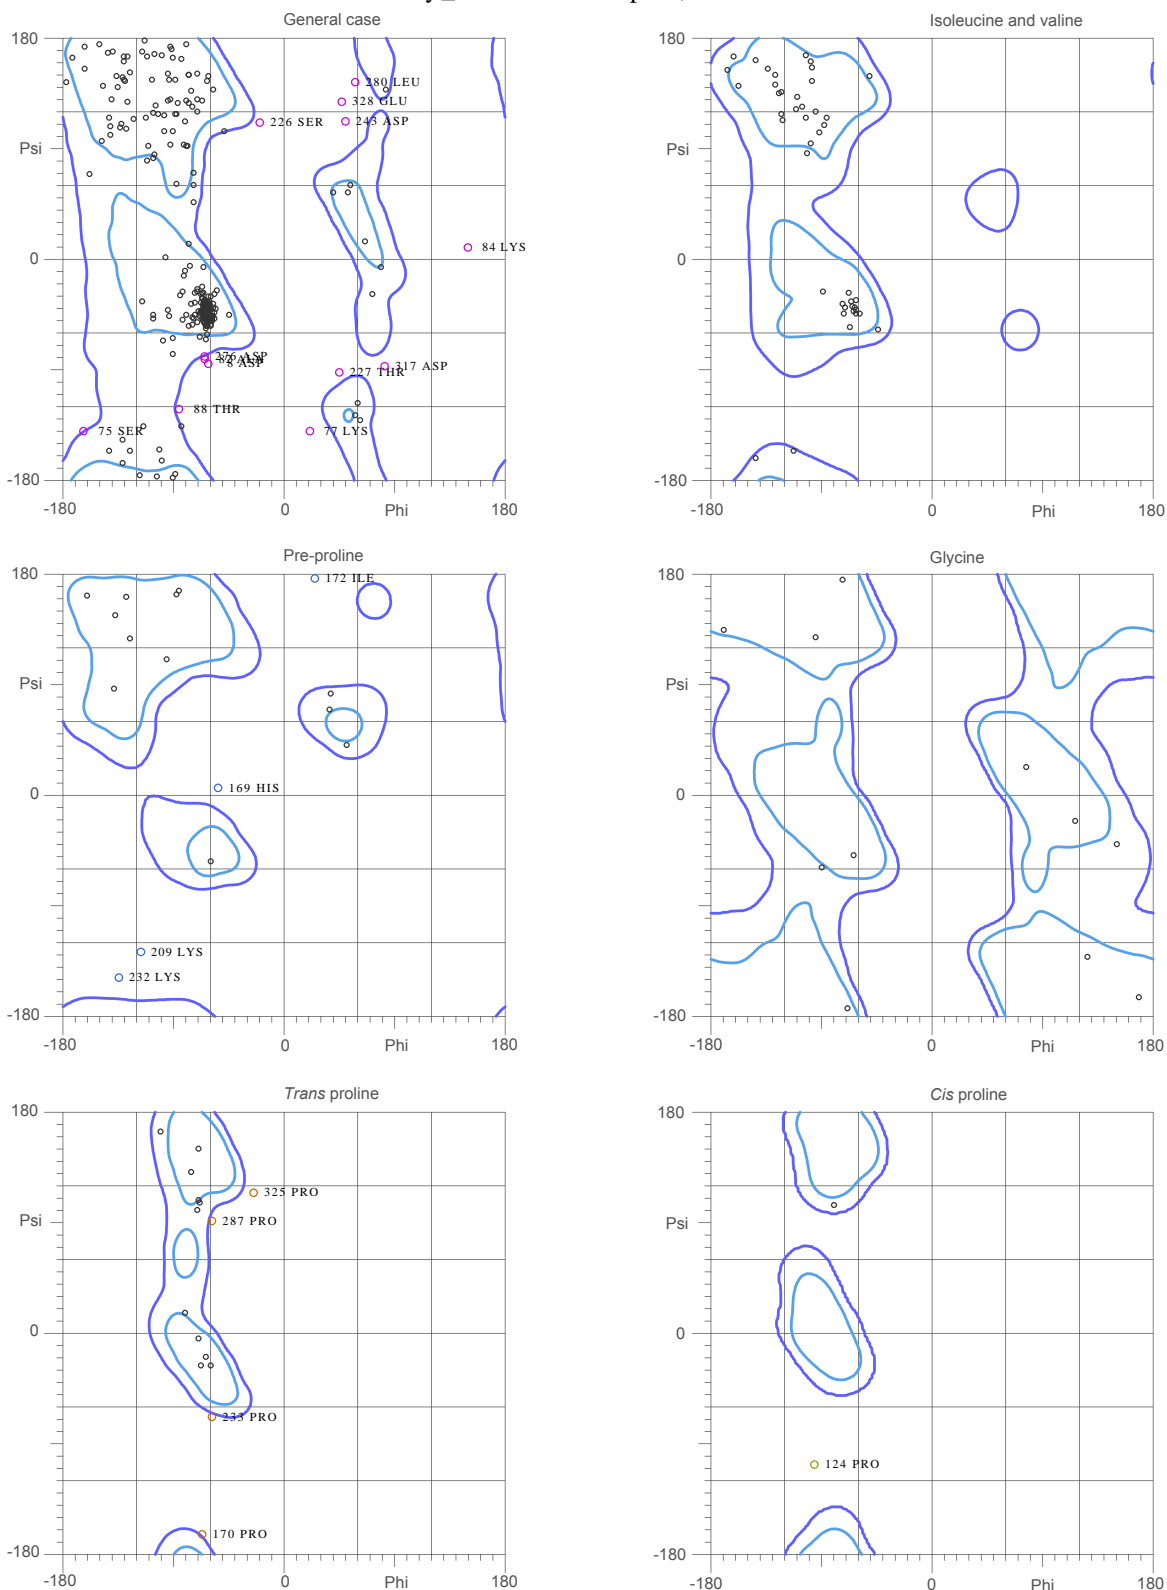 General case
Isoleucine and valine
180
180
280 LEU
328 GLU
226 SER
243 ASP
Psi
Psi
84 LYS
0
0
276 ASP
8 ASP
317 ASP
227 THR
88 THR
75 SER
77 LYS
-180
-180
-180
0
Phi
180
-180
0
Phi
180
Pre-proline
Glycine
180
172 ILE
180
Psi
Psi
169 HIS
0
0
209 LYS
232 LYS
-180
-180
-180
0
Phi
180
-180
0
Phi
180
Trans proline
Cis proline
180
180
325 PRO
Psi
287 PRO
Psi
0
0
233 PRO
124 PRO
170 PRO
-180
-180
-180
0
Phi
180
-180
0
Phi
180